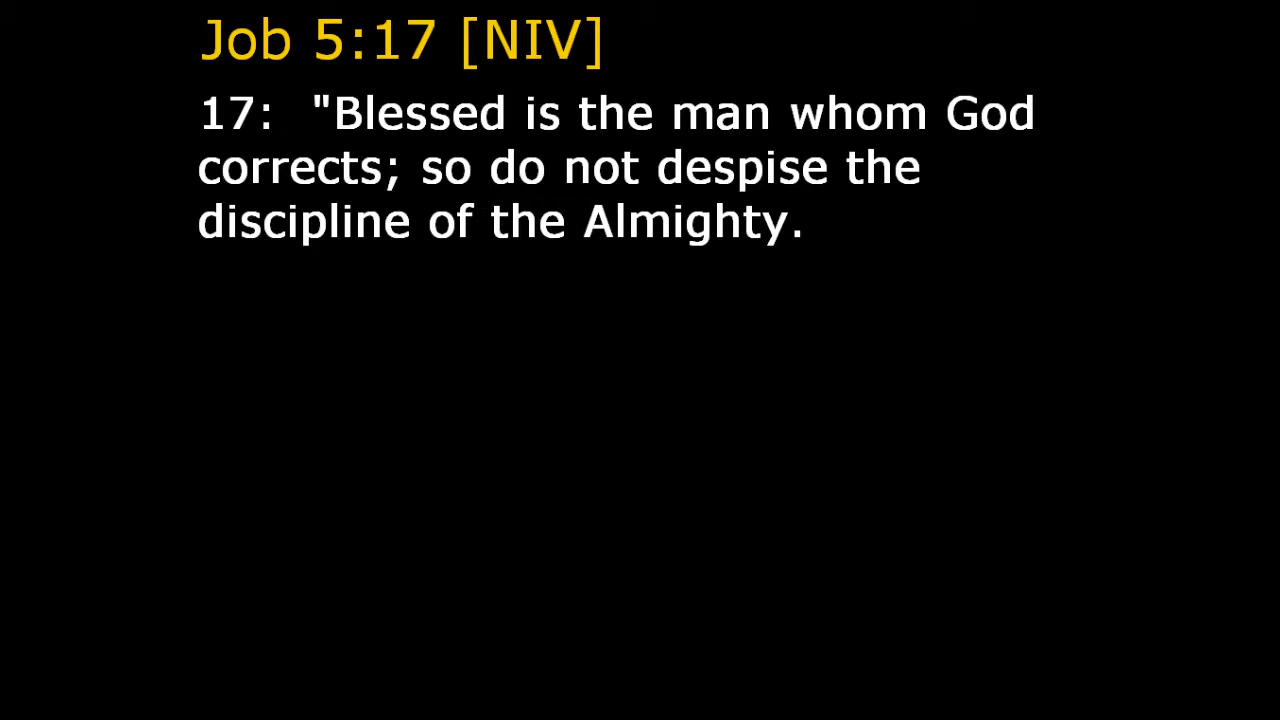 Job 5:17 [NIV]
17:  "Blessed is the man whom God
corrects; so do not despise the
discipline of the Almighty.